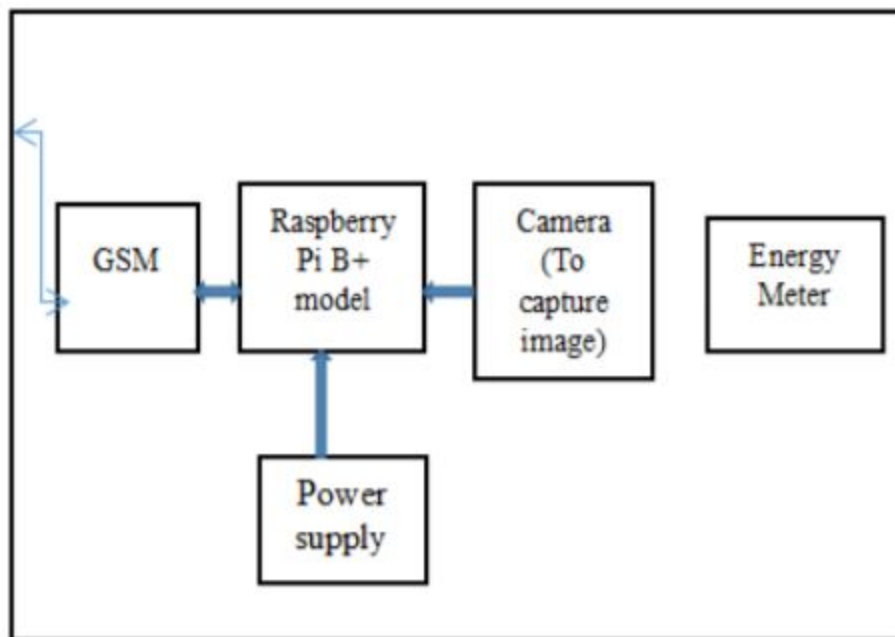 GSM
Raspberry
Pi B+
model
Camera
(To
capture
image)
Energy
Meter
Power
supply